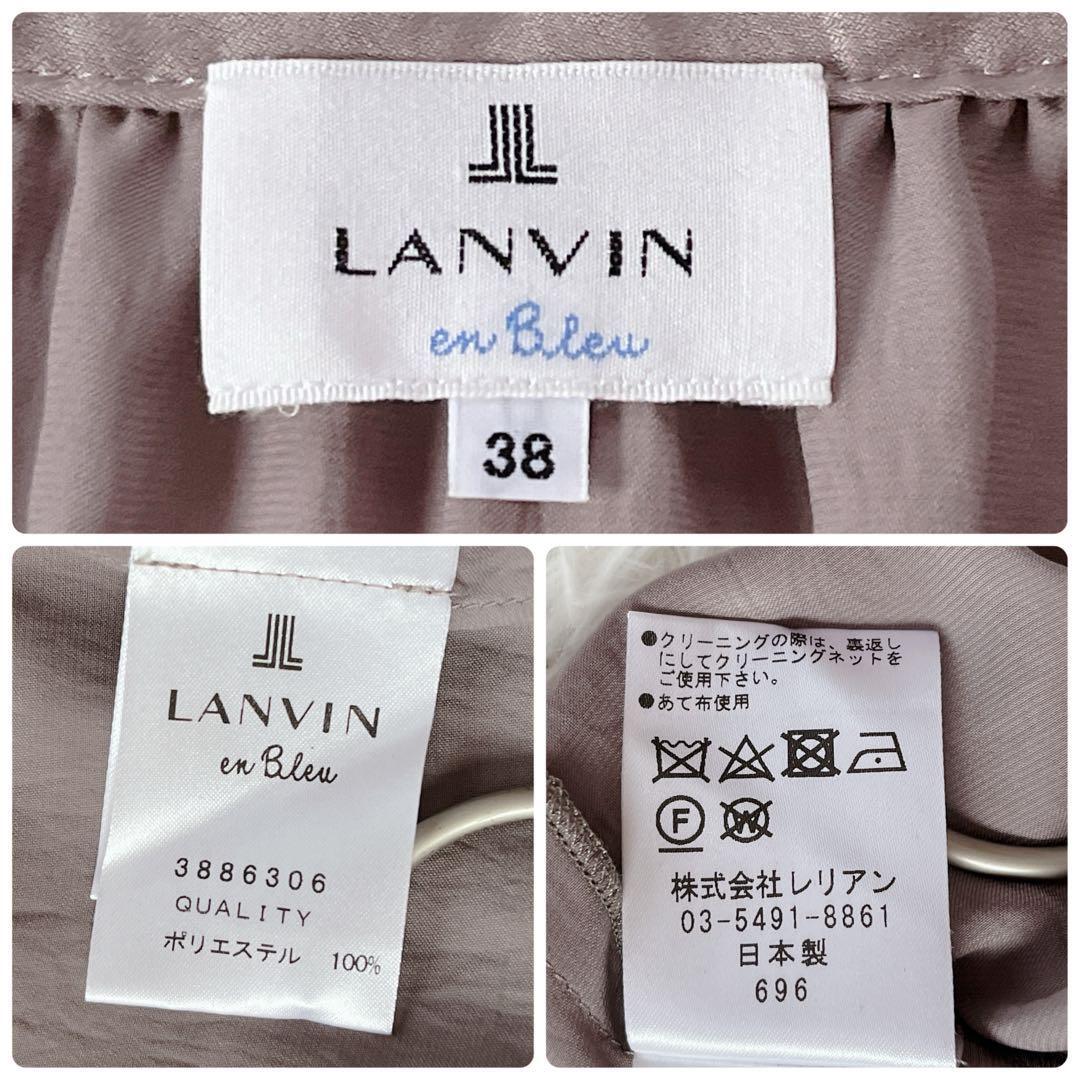 LANVIN
en Bleu
38
LANVIN
en Bleu
3886306
QUALITY
ポリエステル 100%
●クリーニングの際は、裏返し
にしてクリーニングネットを
ご使用下さい。
●あて布使用
F W
株式会社レリアン
03-5491-8861
日本製
696